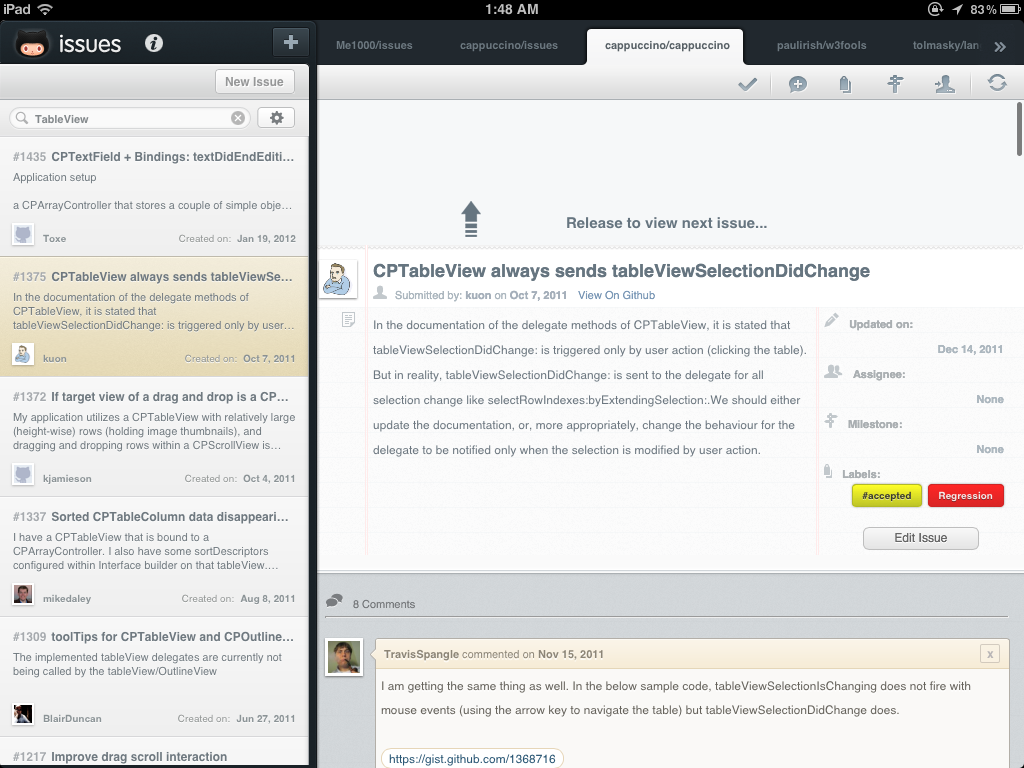 iPad
1:48 AM
83%
issues
Me1000/issues
cappuccino/issues
cappuccino/cappuccino
paulirish/w3fools
tolmasky/lan
New Issue
TableView
#1435 CPTextField + Bindings: textDidEndEditi...
Application setup
a CPArrayController that stores a couple of simple obje...
Toxe
Created on: Jan 19, 2012
#1375 CPTableView always sends tableViewSe...
In the documentation of the delegate methods of
CPTableView, it is stated that
tableViewSelectionDidChange: is triggered only by user...
kuon
Created on: Oct 7, 2011
#1372 If target view of a drag and drop is a CP...
My application utilizes a CPTableView with relatively large
(height-wise) rows (holding image thumbnails), and
dragging and dropping rows within a CPScrollView is...
kjamieson
Created on: Oct 4, 2011
#1337 Sorted CPTableColumn data disappeari...
I have a CPTableView that is bound to a
CPArrayController. I also have some sortDescriptors
configured within Interface builder on that tableView....
mikedaley
Created on: Aug 8, 2011
#1309 toolTips for CPTableView and CPOutline...
The implemented tableView delegates are currently not
being called by the tableView/OutlineView
BlairDuncan
Created on: Jun 27, 2011
#1217 Improve drag scroll interaction
Release to view next issue...
CPTableView always sends tableViewSelectionDidChange
Submitted by: kuon on Oct 7, 2011 View On Github
In the documentation of the delegate methods of CPTableView, it is stated that
tableViewSelectionDidChange: is triggered only by user action (clicking the table).
But in reality, tableViewSelectionDidChange: is sent to the delegate for all
selection change like selectRowIndexes:byExtendingSelection:.We should either
update the documentation, or, more appropriately, change the behaviour for the
delegate to be notified only when the selection is modified by user action.
Updated on:
Dec 14, 2011
Assignee:
None
Milestone:
None
Labels:
#accepted
Regression
Edit Issue
8 Comments
TravisSpangle commented on Nov 15, 2011
x
I am getting the same thing as well. In the below sample code, tableViewSelectionIsChanging does not fire with
mouse events (using the arrow key to navigate the table) but tableViewSelectionDidChange does.
https://gist.github.com/1368716